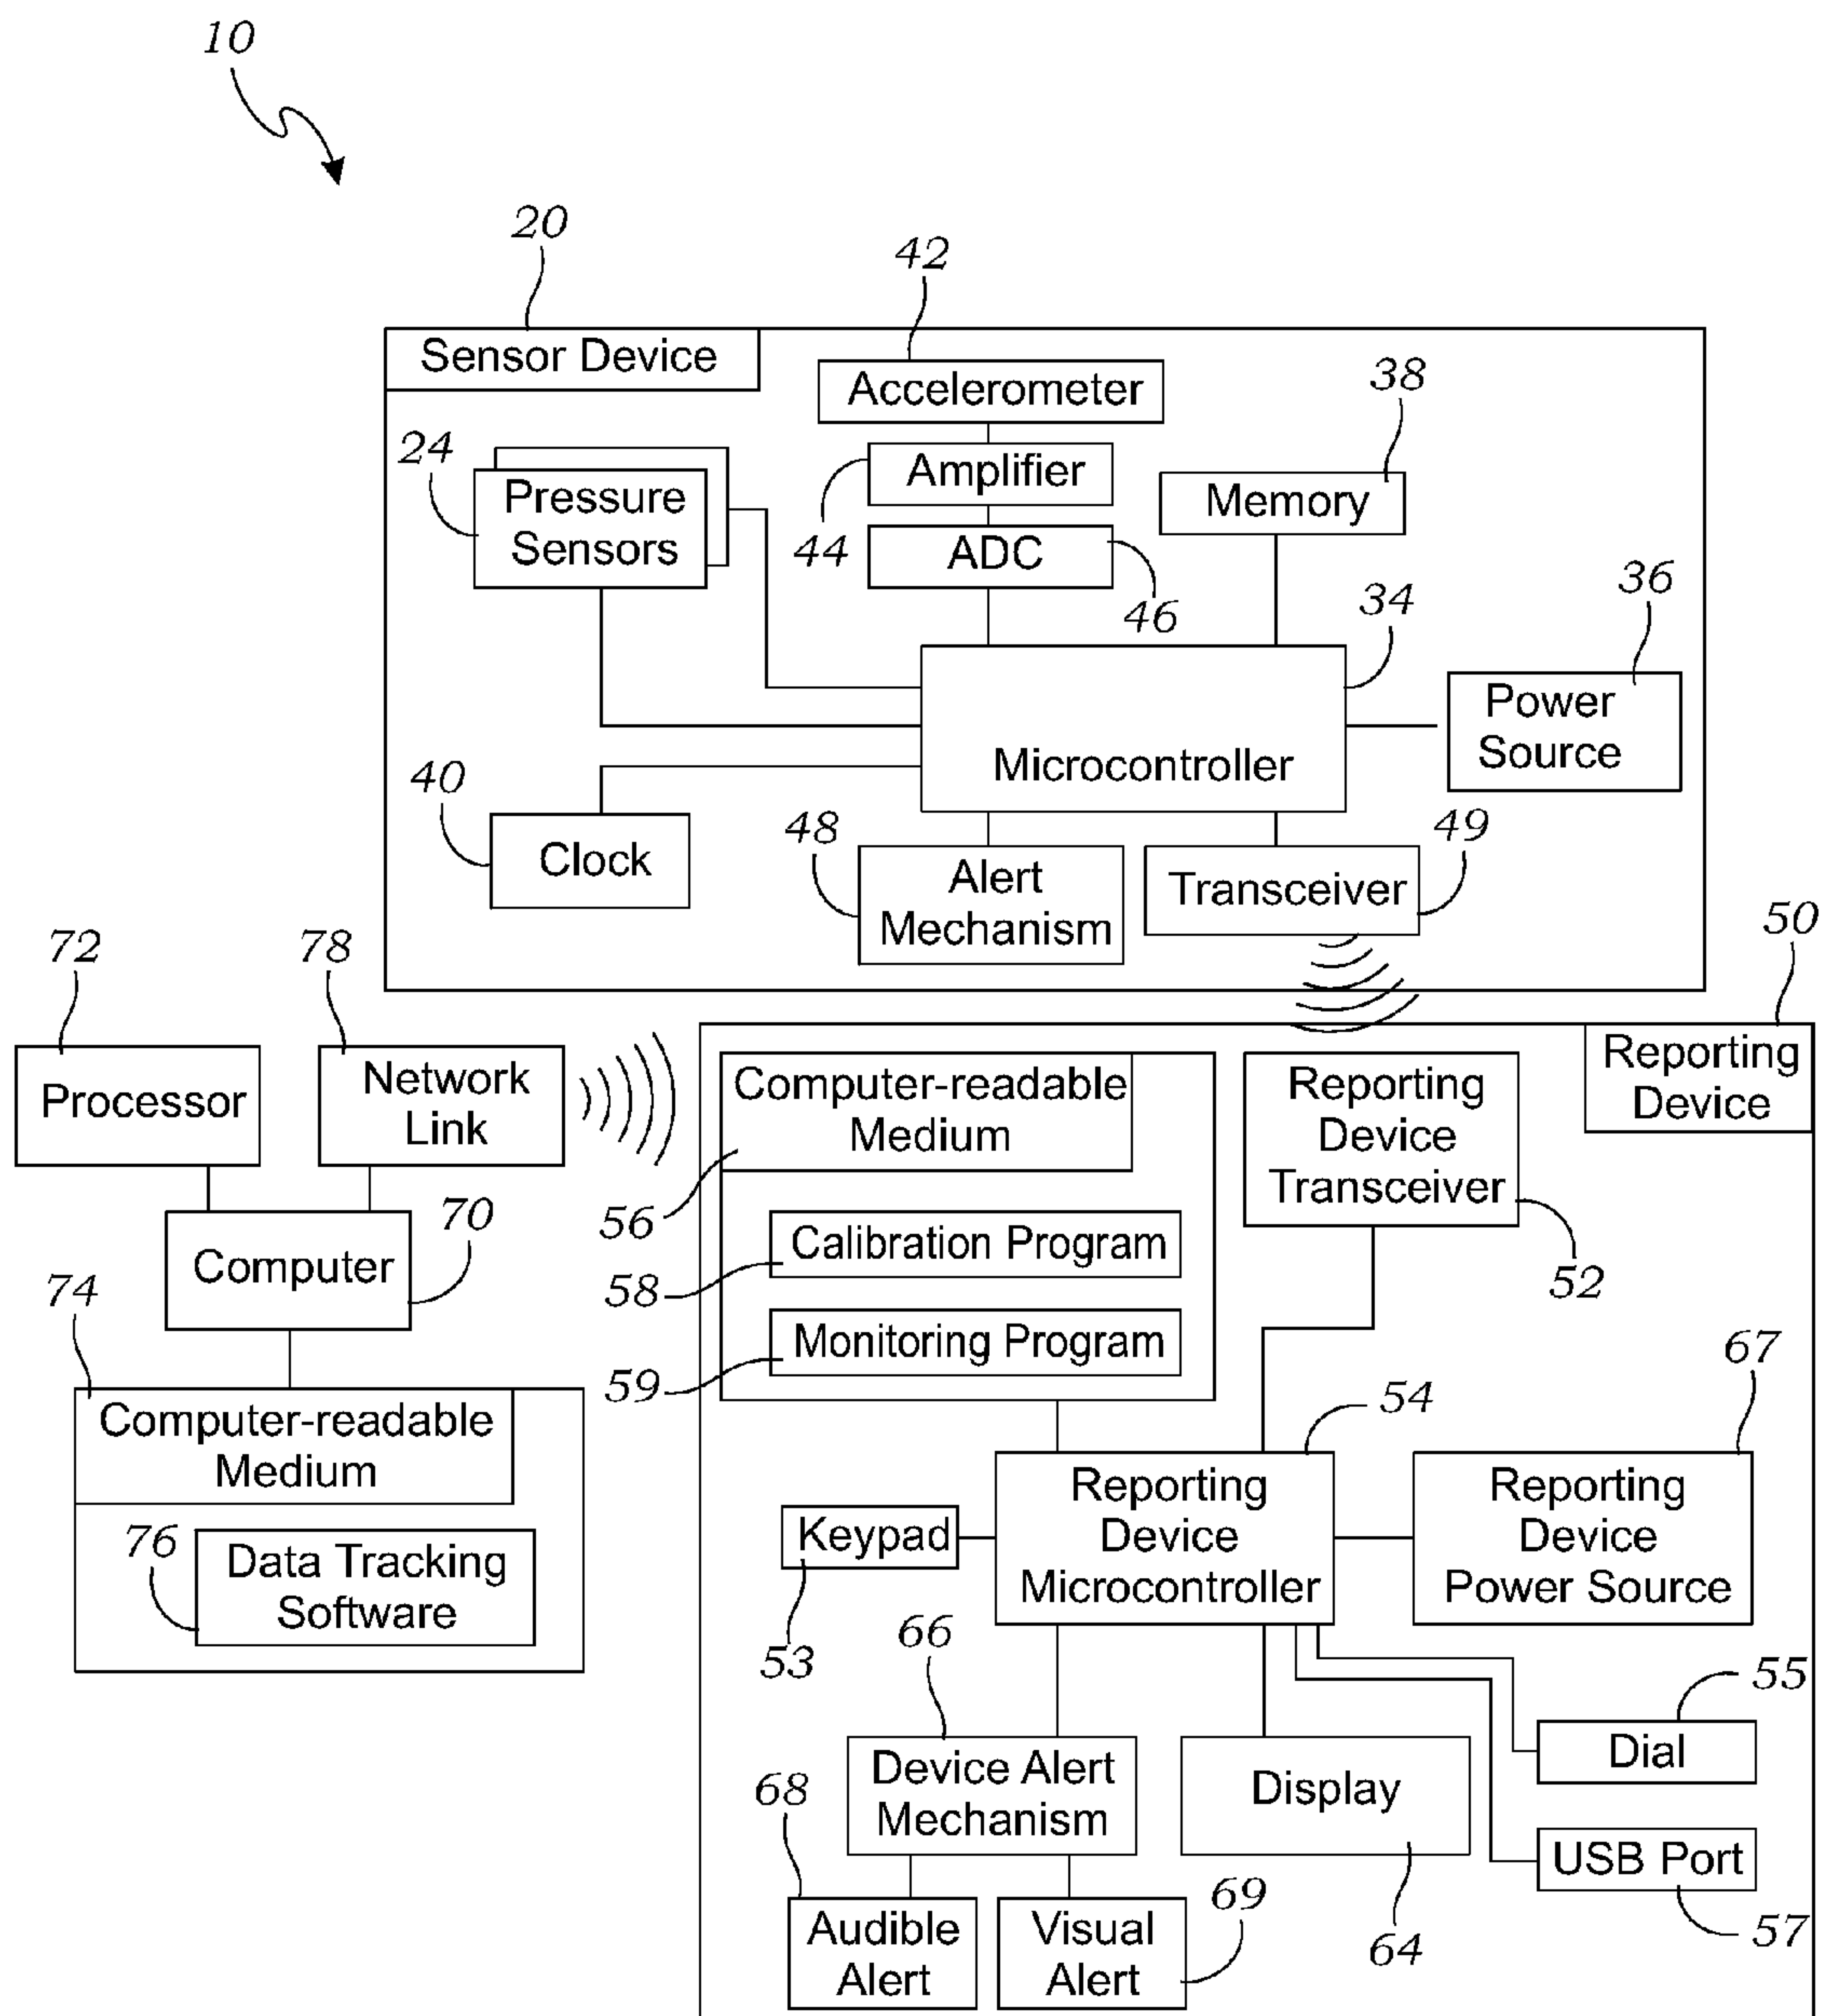 10
20
Sensor Device
42
Accelerometer
38
24
Pressure
Sensors
44
Amplifier
Memory
ADC
46
34
36
Power
Source
Microcontroller
40
Clock
48
Alert
Mechanism
49
Transceiver
72
Processor
78
Network
Link
50
Reporting
Device
Computer-readable
Medium
56
Reporting
Device
Transceiver
52
Calibration Program
58
Monitoring Program
59
70
Computer
74
Computer-readable
Medium
76
Data Tracking
Software
54
67
Keypad
53
Reporting
Device
Microcontroller
Reporting
Device
Power Source
66
55
Dial
Device Alert
Mechanism
Display
64
68
USB Port
57
Audible
Alert
Visual
Alert
69